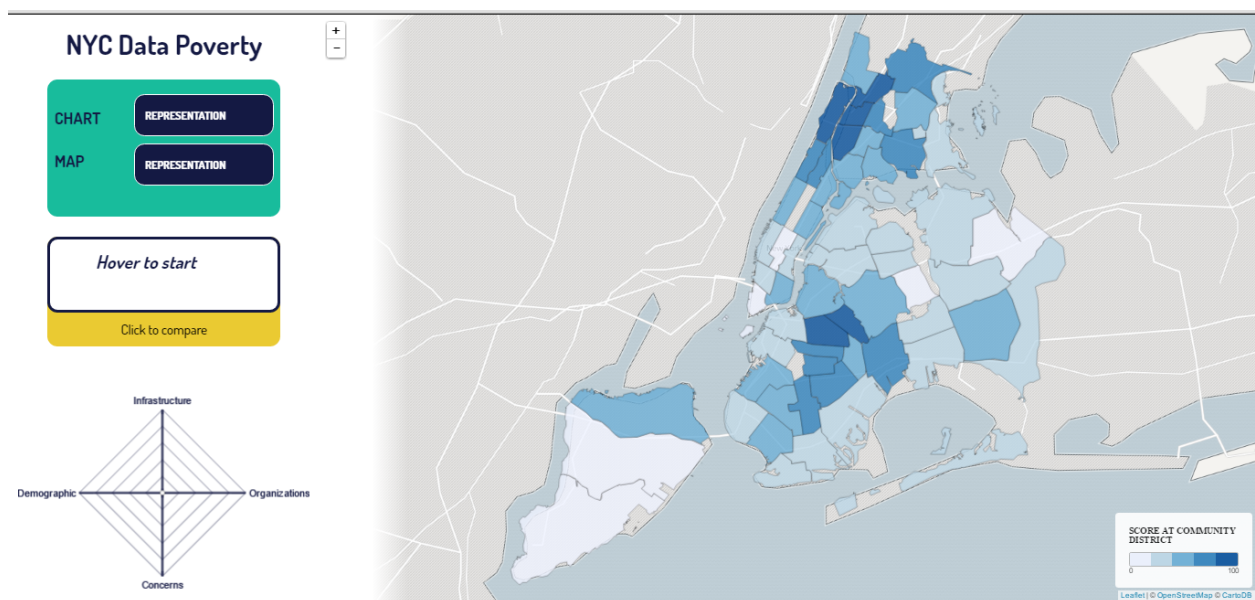 NYC Data Poverty
+
−
CHART
REPRESENTATION
MAP
REPRESENTATION
Hover to start
Click to compare
Infrastructure
Demographic
Organizations
Concerns
SCORE AT COMMUNITY
DISTRICT
0
100
Leaflet | © OpenStreetMap © CartoDB